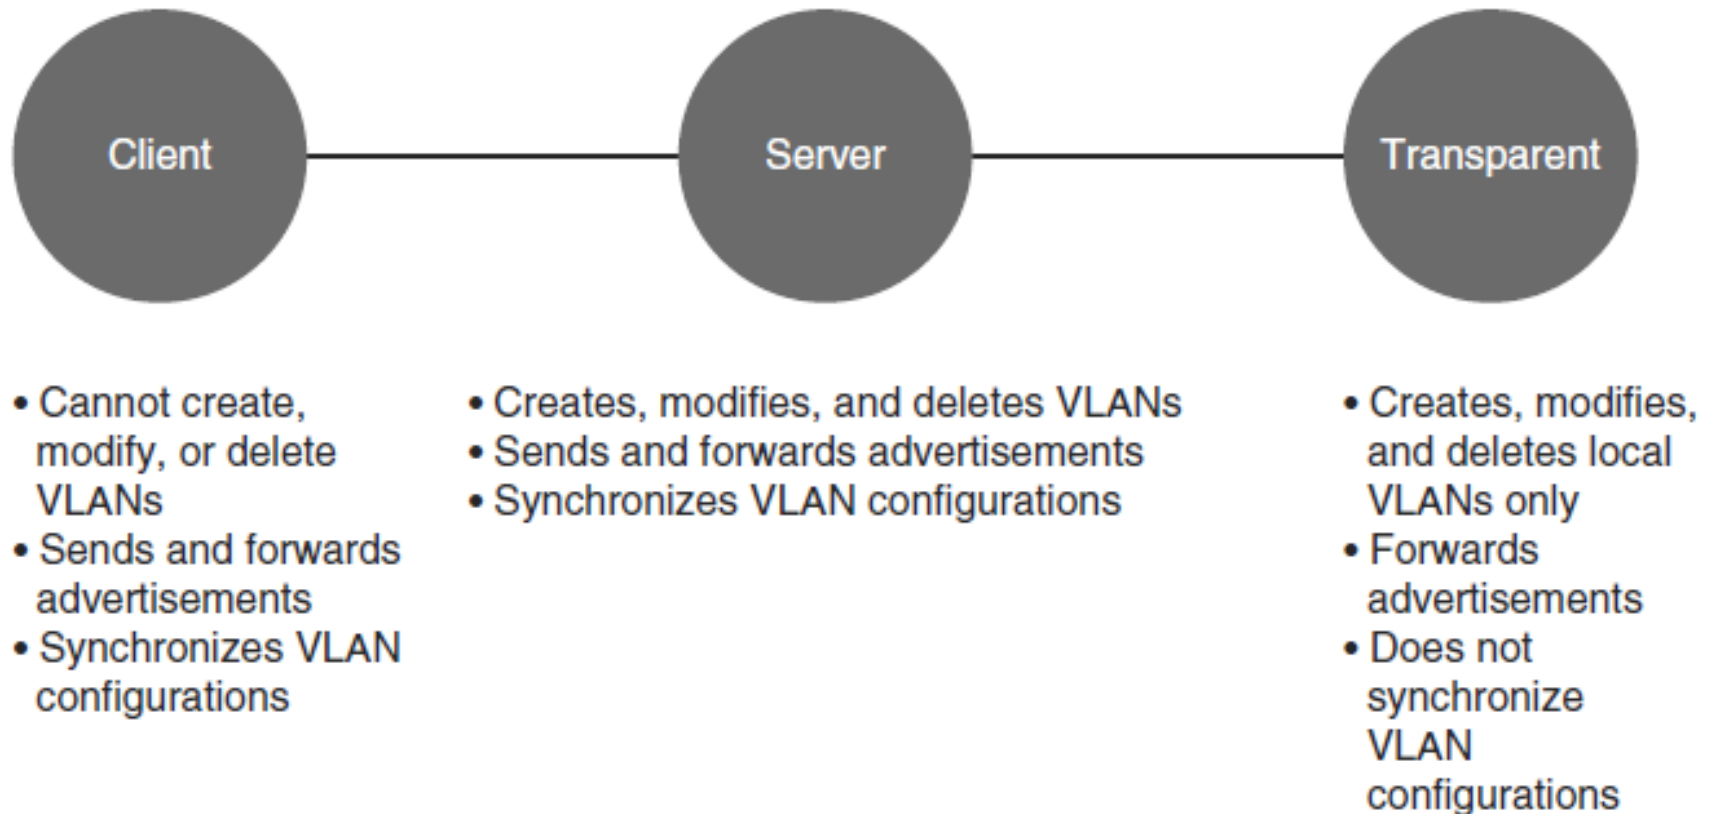 Client
Server
Transparent
• Cannot create,
modify, or delete
VLANs
• Sends and forwards
advertisements
• Synchronizes VLAN
configurations
• Creates, modifies, and deletes VLANs
• Sends and forwards advertisements
• Synchronizes VLAN configurations
• Creates, modifies,
and deletes local
VLANs only
• Forwards
advertisements
• Does not
synchronize
VLAN
configurations